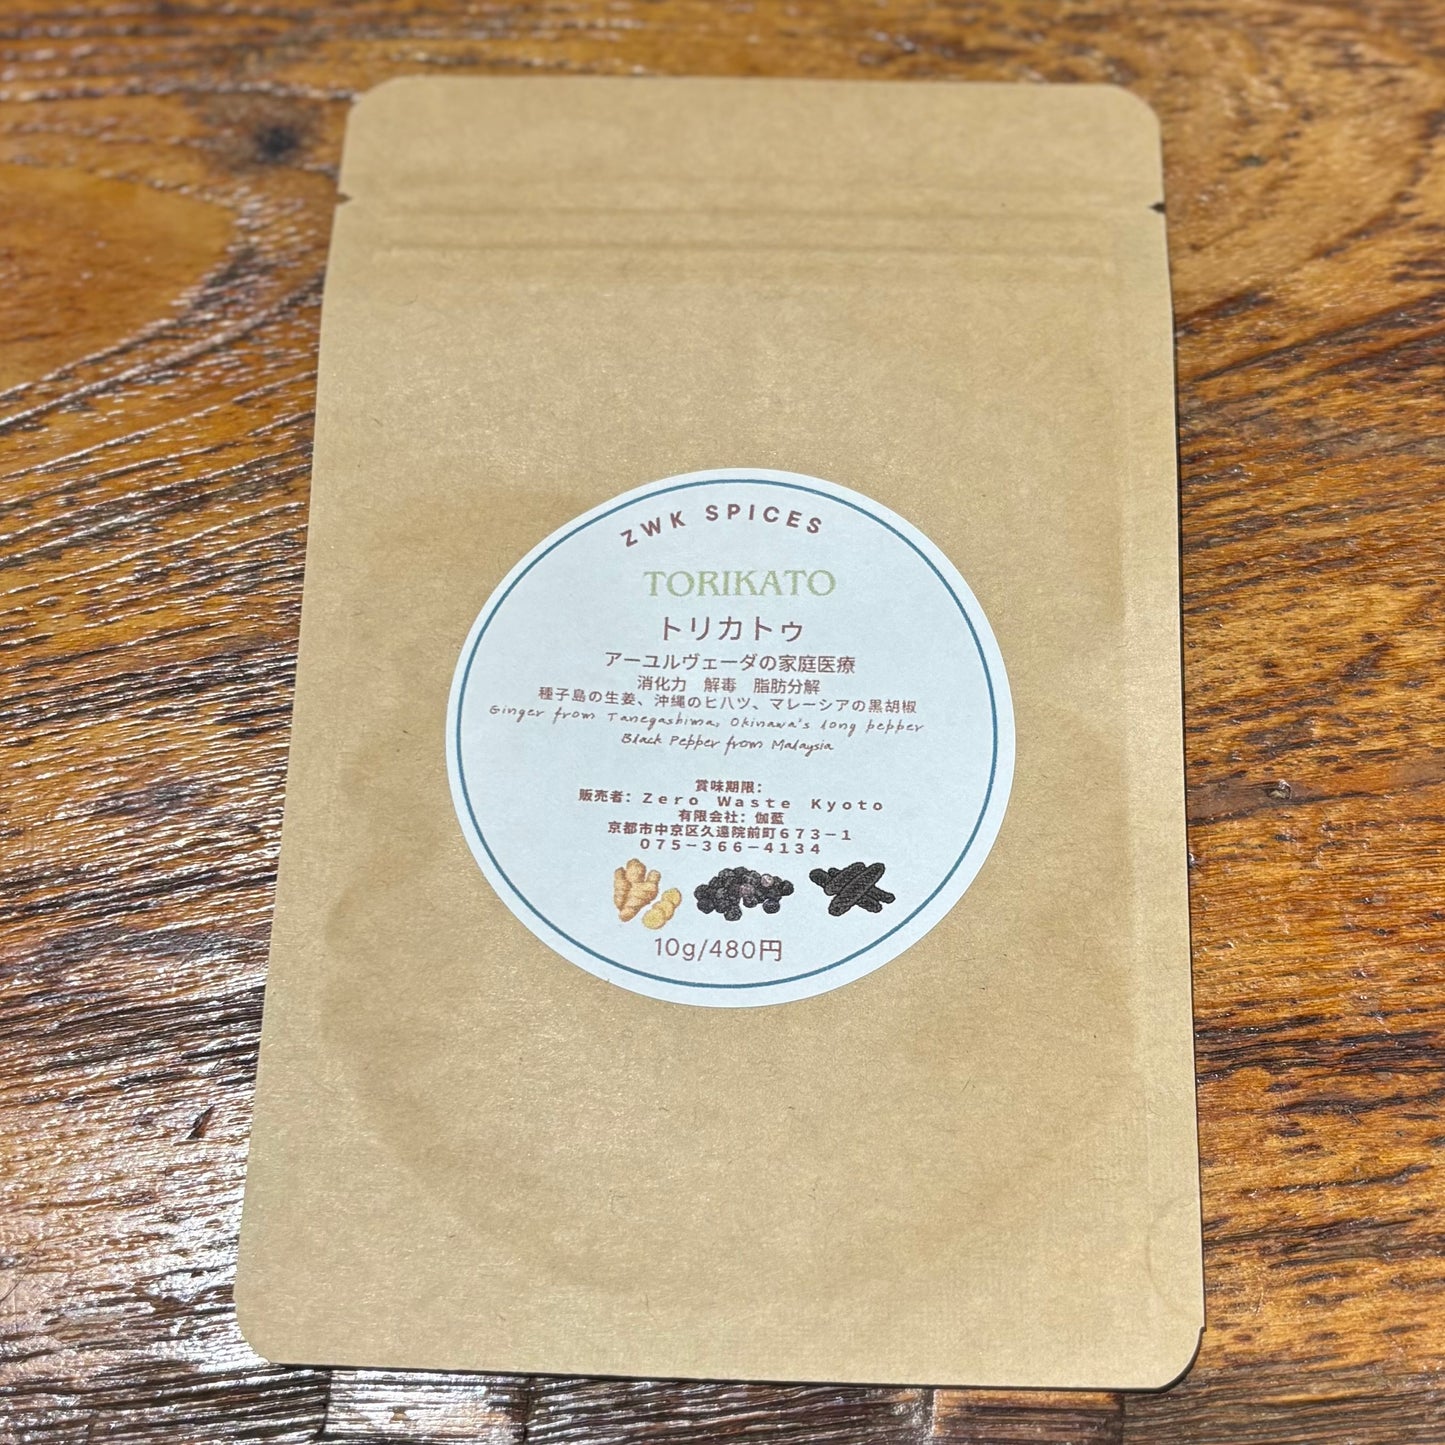 ZWK SPICES
TORIKATO
トリカトゥ
アーユルヴェーダの家庭医療
消化力　解毒　脂肪分解
種子島の生姜、沖縄のヒハツ、マレーシアの黒胡椒
Ginger from Tanegashima, Okinawa's long pepper
Black Pepper from Malaysia
賞味期限：
販売者：Ｚｅｒｏ　Ｗａｓｔｅ　Ｋｙｏｔｏ
有限会社：伽藍
京都市中京区久遠院前町６７３－１
０７５－３６６－４１３４
10g/480円